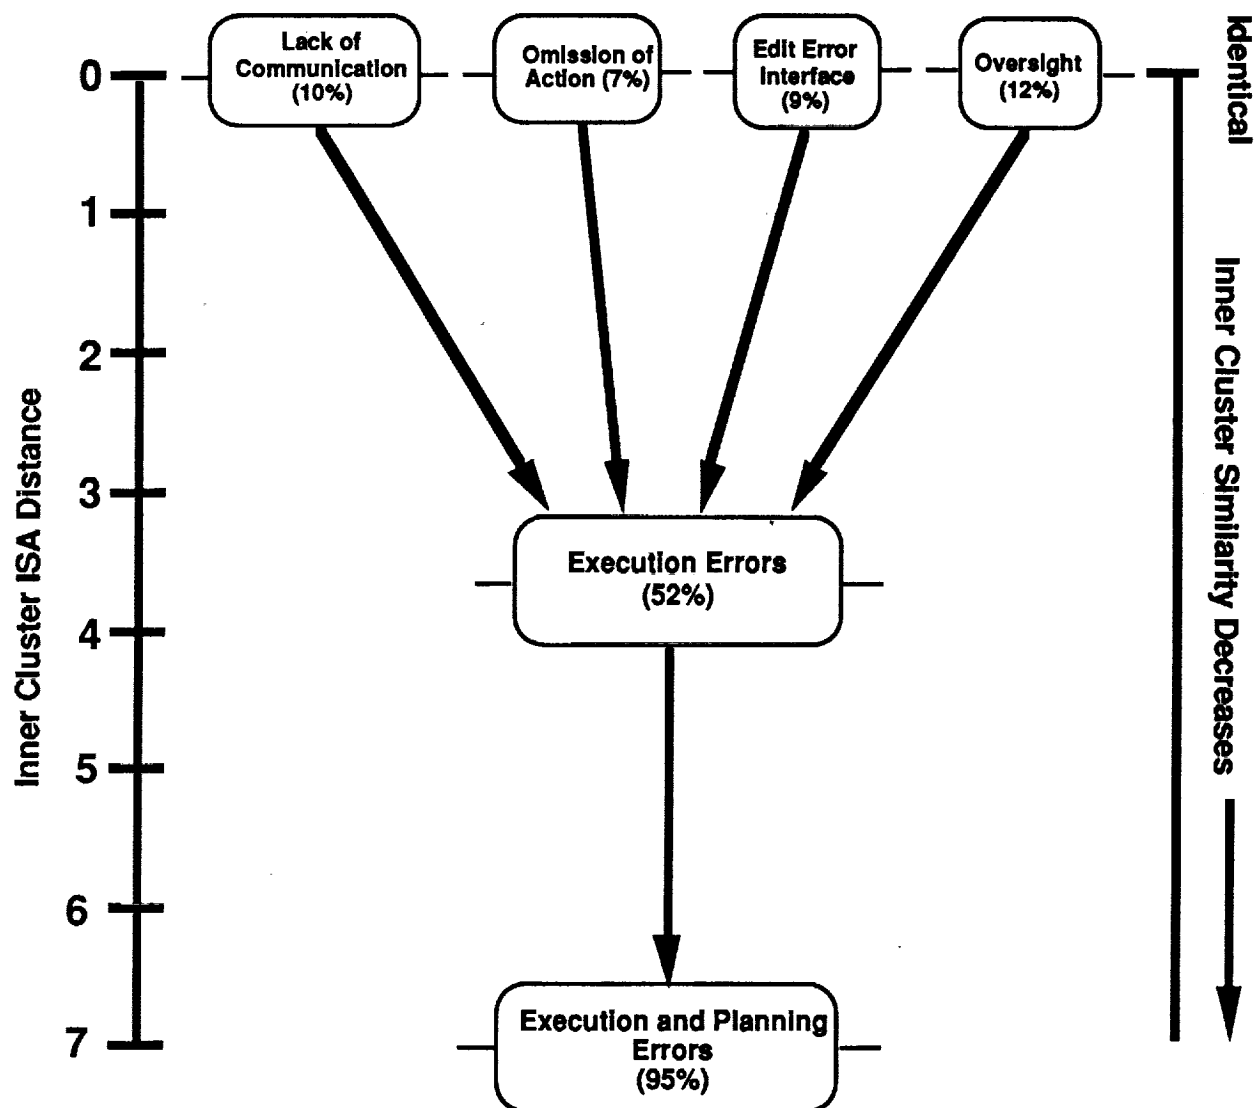 Lack of
Communication
(10%)
Omission of
Action (7%)
Edit Error
Interface
(9%)
Oversight
(12%)
Identical
0
1
2
3
4
5
6
7
Inner Cluster ISA Distance
Inner Cluster Similarity Decreases
Execution Errors
(52%)
Execution and Planning
Errors
(95%)